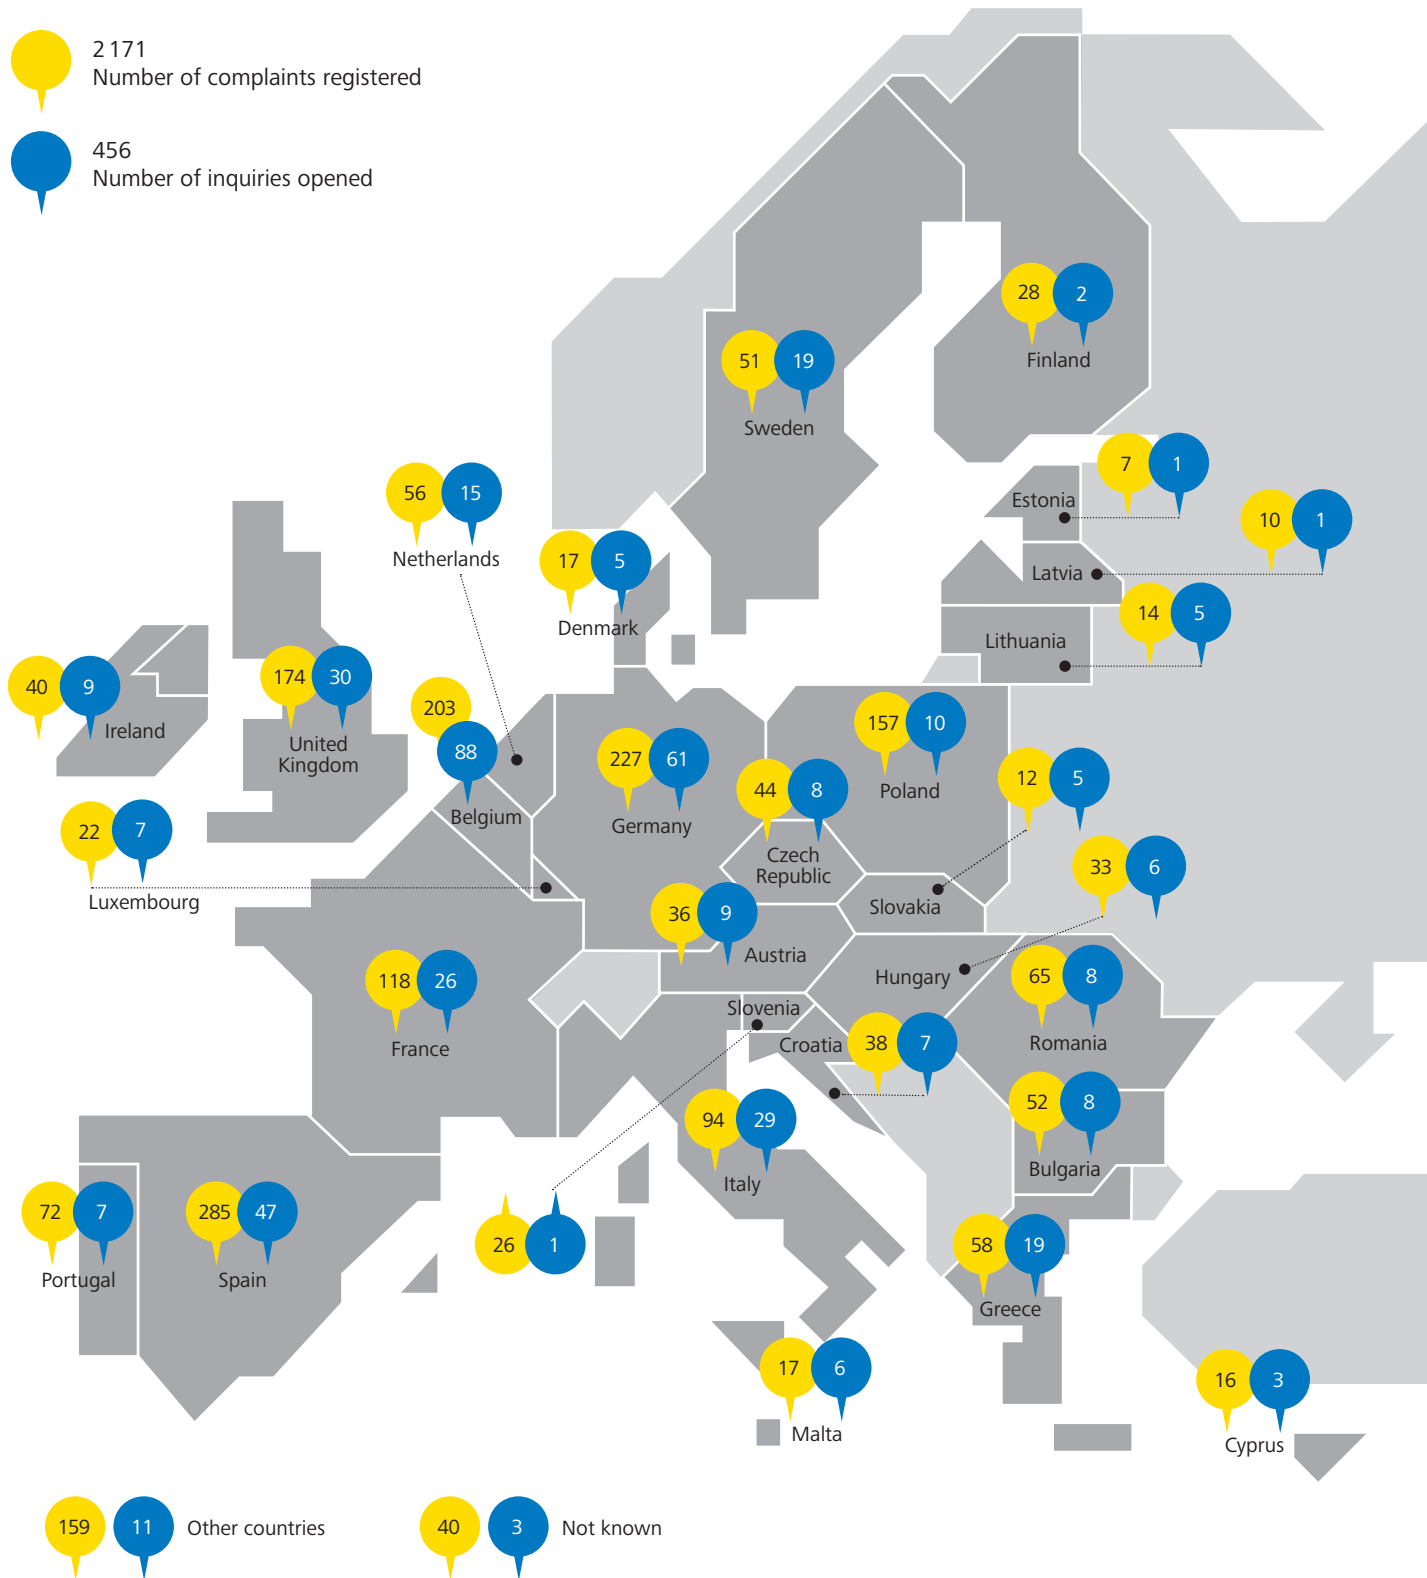 2 171
Number of complaints registered
456
Number of inquiries opened
28 2
Finland
51 19
Sweden
7 1
Estonia
10 1
Latvia
56 15
Netherlands
17 5
Denmark
14 5
Lithuania
40 9
Ireland
174 30
United
Kingdom
203
88
Belgium
227 61
Germany
157 10
Poland
44 8
Czech
Republic
12 5
Slovakia
22 7
Luxembourg
33 6
Hungary
36 9
Austria
118 26
France
Slovenia
26 1
Croatia 38 7
65 8
Romania
52 8
Bulgaria
94 29
Italy
72 7
Portugal
285 47
Spain
58 19
Greece
17 6
Malta
16 3
Cyprus
159 11 Other countries
40 3 Not known